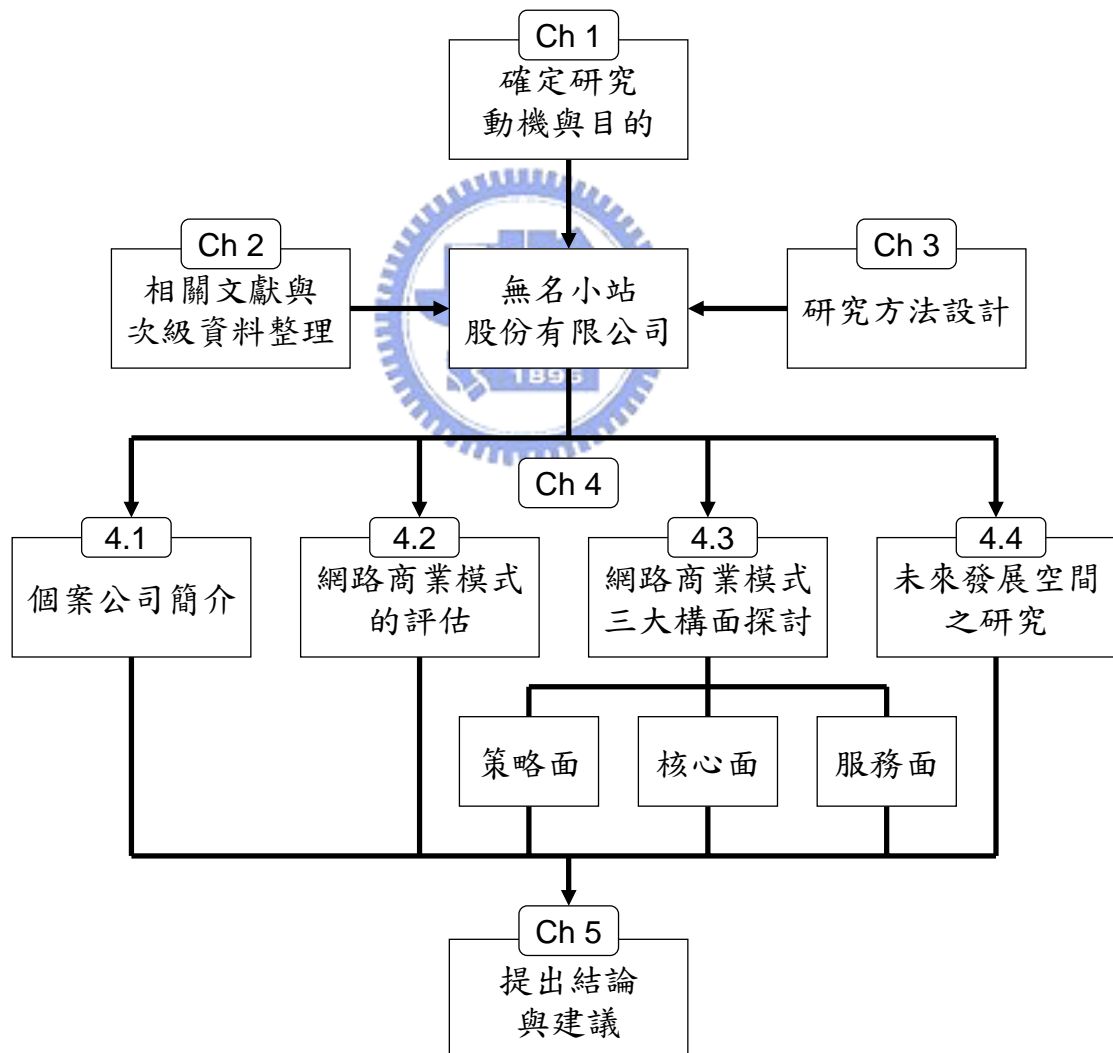 Ch 1
確定研究
動機與目的
Ch 2
相關文獻與
次級資料整理
無名小站
股份有限公司
1896
Ch 3
研究方法設計
Ch 4
4.1
個案公司簡介
4.2
網路商業模式
的評估
4.3
網路商業模式
三大構面探討
4.4
未來發展空間
之研究
策略面
核心面
服務面
Ch 5
提出結論
與建議